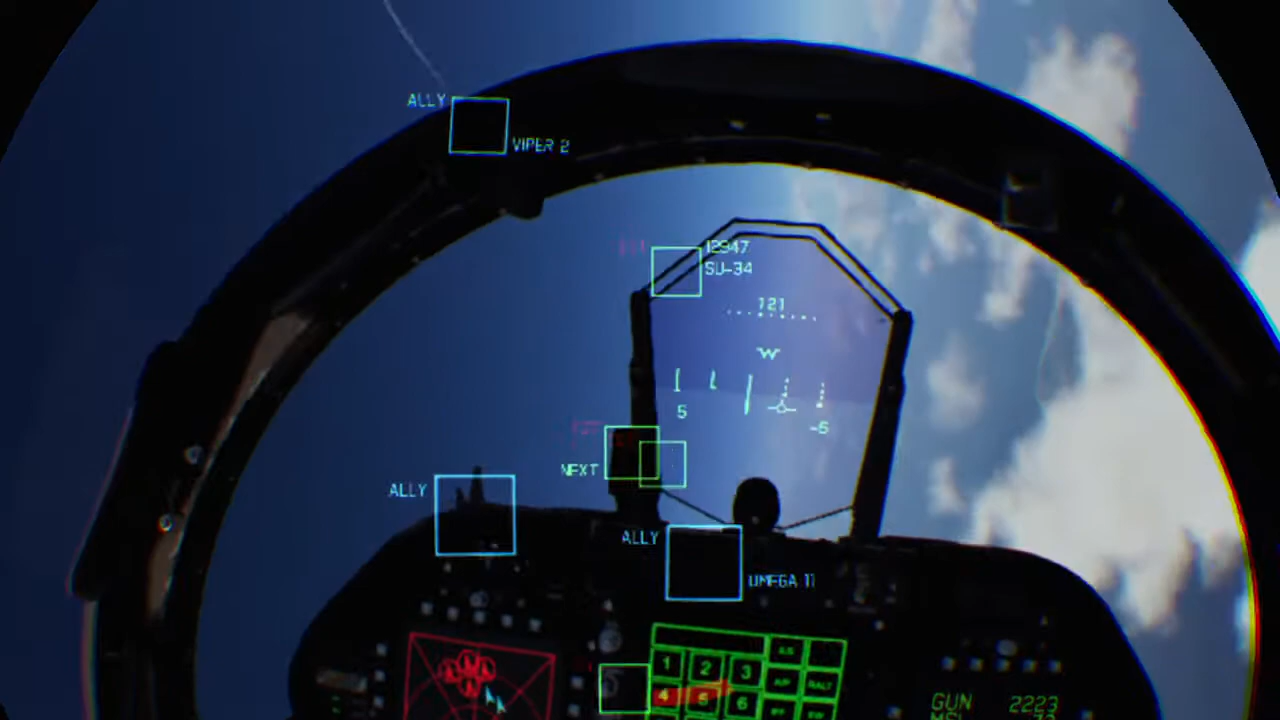 ALLY
VIPER 2
12947
SU-34
121
5
-5
NEXT
ALLY
ALLY
OMEGA 11
1 2 3
4 5 6
GUN 2223